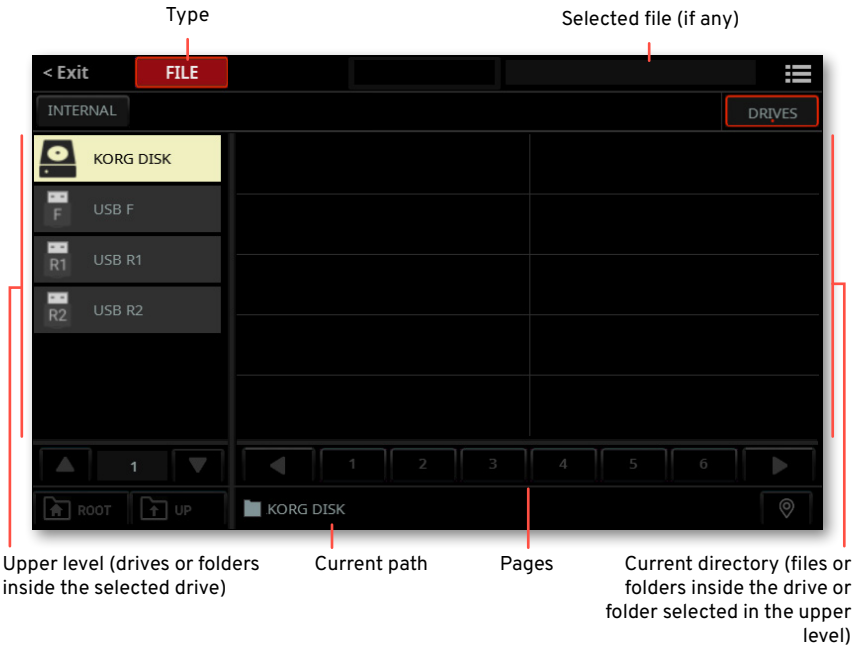 Type
Selected file (if any)
< Exit
FILE
INTERNAL
DRIVES
KORG DISK
F
USB F
R1
USB R1
R2
USB R2
1
1
2
3
4
5
6
ROOT
UP
KORG DISK
Upper level (drives or folders
inside the selected drive)
Current path
Pages
Current directory (files or
folders inside the drive or
folder selected in the upper
level)